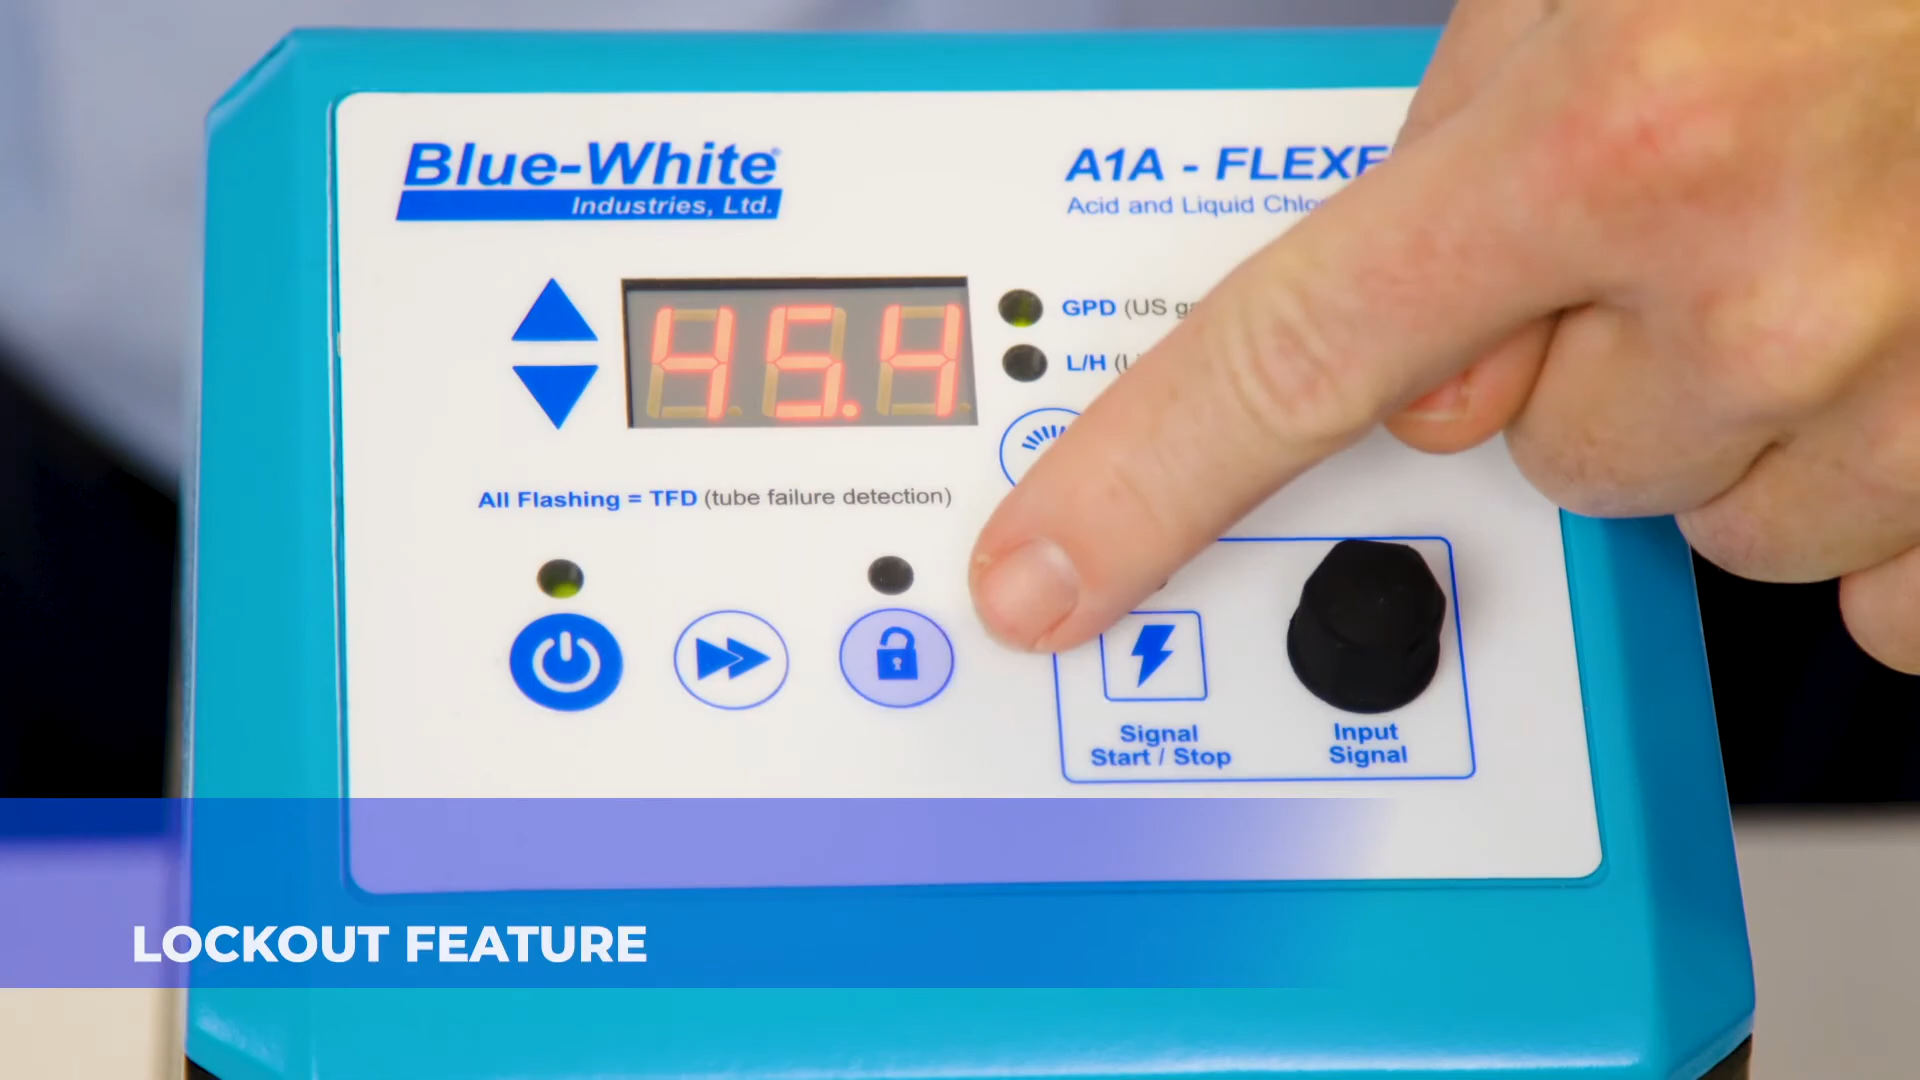 Blue-White®
Industries, Ltd.
A1A - FLEXF
Acid and Liquid Chlo
45.4
GPD (US ga
L/H (L
All Flashing = TFD (tube failure detection)
Signal
Start / Stop
Input
Signal
LOCKOUT FEATURE